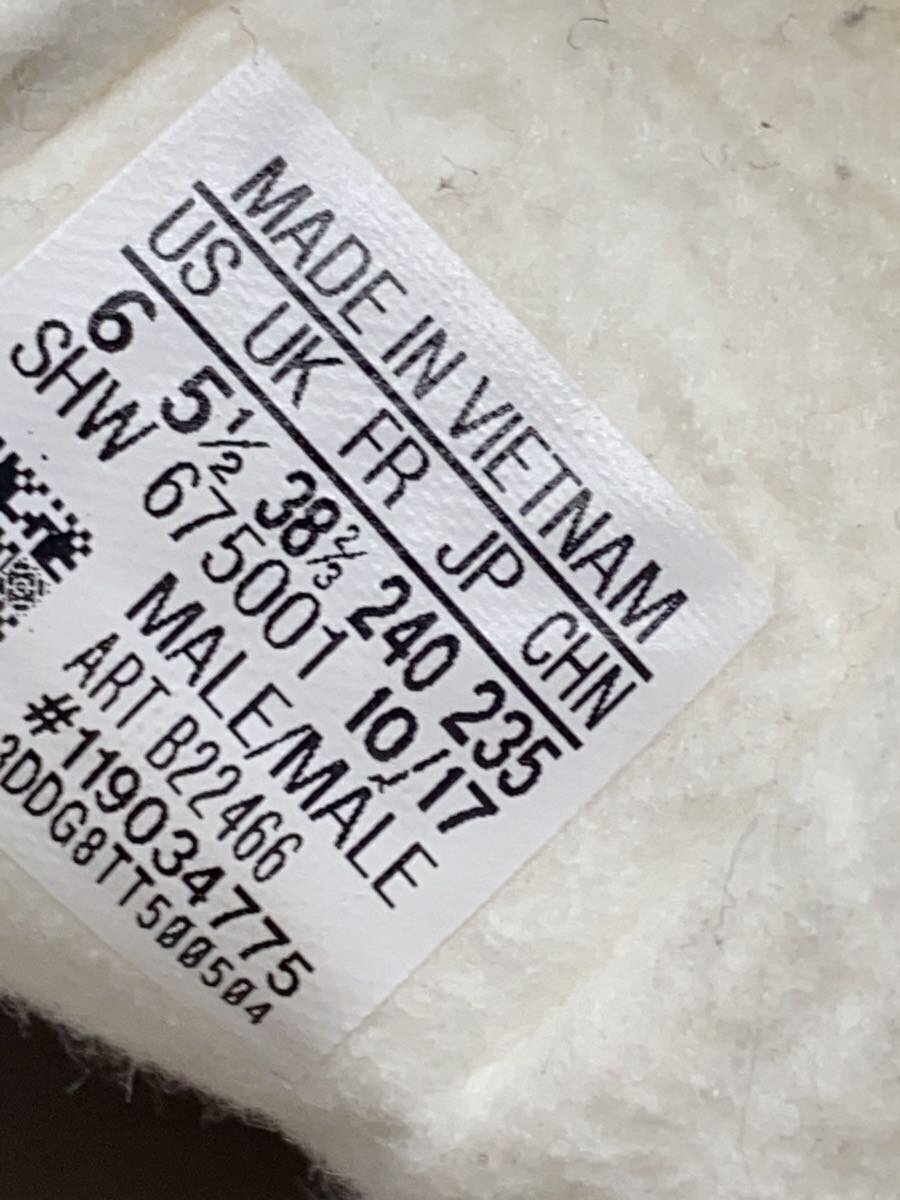 MADE IN VIETNAM
US UK FR JP CHN
6 5½ 38⅔ 240 235
SHW 675001 10/17
MALE/MÂLE
ART B22466
#119034775
3DDG8TT500504